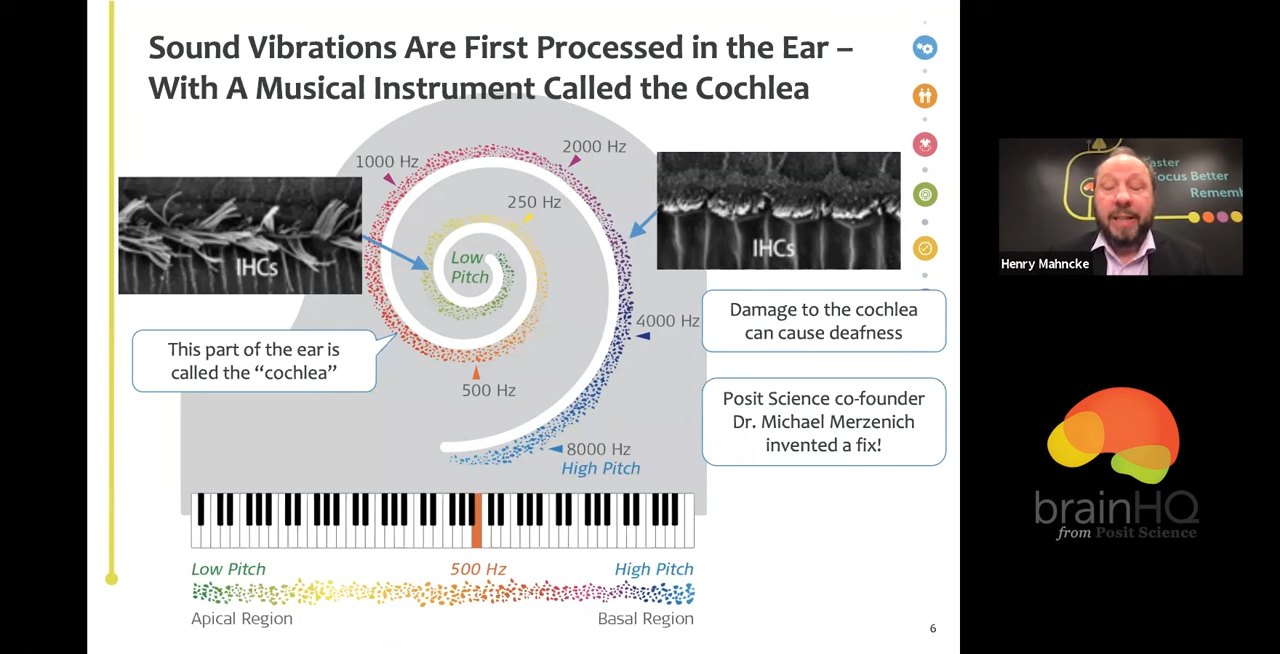 Sound Vibrations Are First Processed in the Ear –
With A Musical Instrument Called the Cochlea
1000 Hz
2000 Hz
250 Hz
IHCs
Low
Pitch
IHCs
This part of the ear is
called the “cochlea”
4000 Hz
500 Hz
8000 Hz
High Pitch
Damage to the cochlea
can cause deafness
Posit Science co-founder
Dr. Michael Merzenich
invented a fix!
Low Pitch
500 Hz
High Pitch
Apical Region
Basal Region
6
Faster
Focus Better
Rememb
Henry Mahncke
brainHQ
from Posit Science